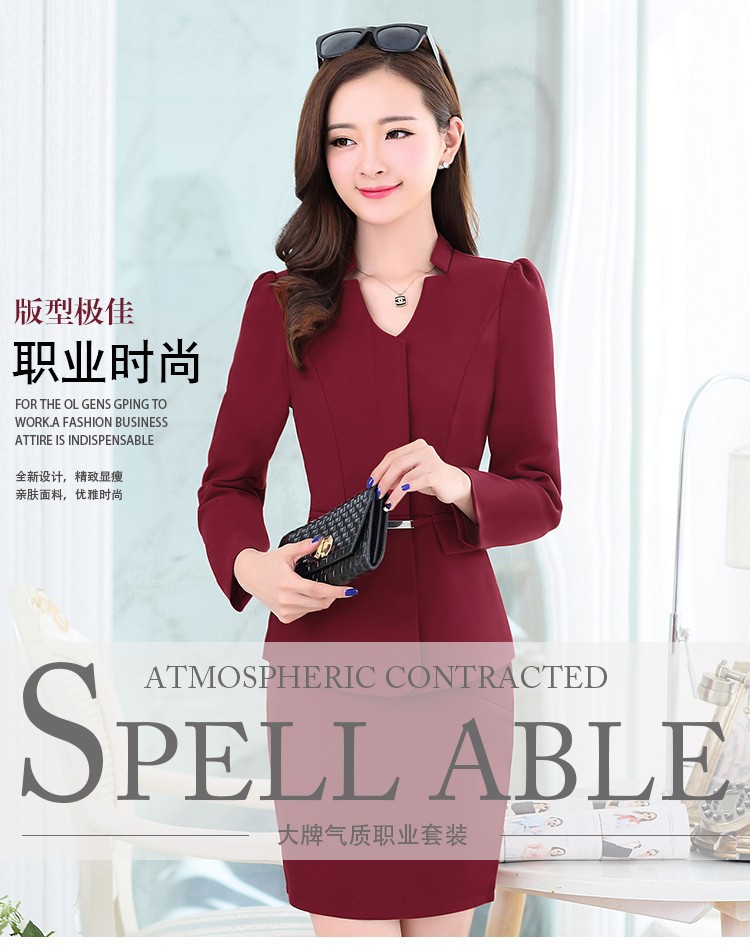 版型极佳
职业时尚
FOR THE OL GENS GPING TO
WORK.A FASHION BUSINESS
ATTIRE IS INDISPENSABLE
全新设计，精致显瘦
亲肤面料，优雅时尚
ATMOSPHERIC CONTRACTED
SPELL ABLE
大牌气质职业套装